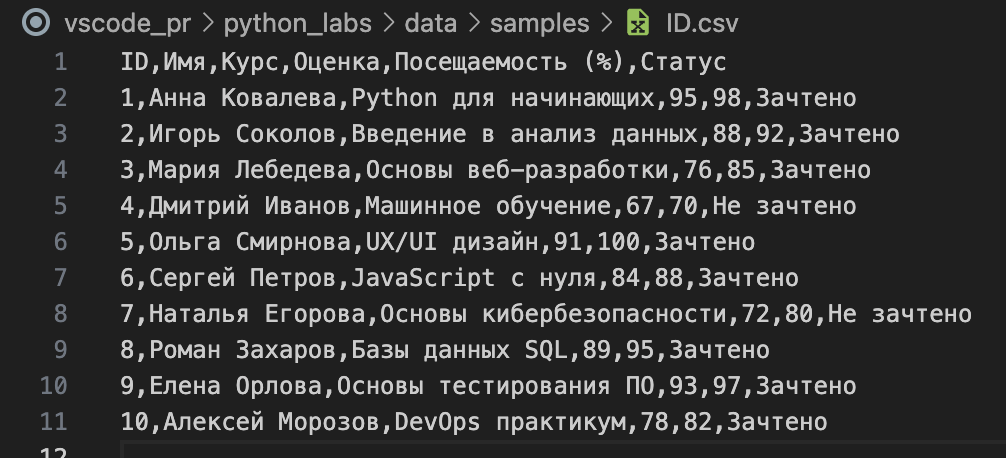 vscode_pr > python_labs > data > samples > ID.csv
1 ID,Имя,Курс,Оценка,Посещаемость (%),Статус
2 1,Анна Ковалева,Python для начинающих,95,98,Зачтено
3 2,Игорь Соколов,Введение в анализ данных,88,92,Зачтено
4 3,Мария Лебедева,Основы веб-разработки,76,85,Зачтено
5 4,Дмитрий Иванов,Машинное обучение,67,70,Не зачтено
6 5,Ольга Смирнова,UX/UI дизайн,91,100,Зачтено
7 6,Сергей Петров,JavaScript с нуля,84,88,Зачтено
8 7,Наталья Егорова,Основы кибербезопасности,72,80,Не зачтено
9 8,Роман Захаров,Базы данных SQL,89,95,Зачтено
10 9,Елена Орлова,Основы тестирования ПО,93,97,Зачтено
11 10,Алексей Морозов,DevOps практикум,78,82,Зачтено
12